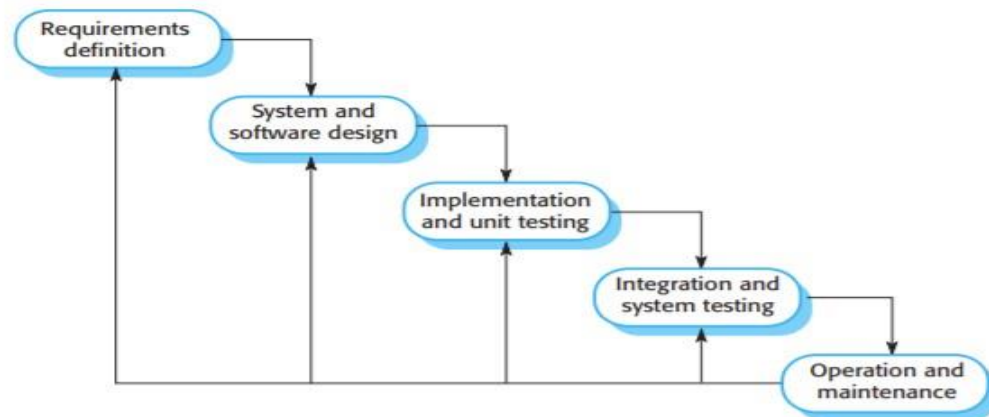 Requirements
definition
System and
software design
Implementation
and unit testing
Integration and
system testing
Operation and
maintenance